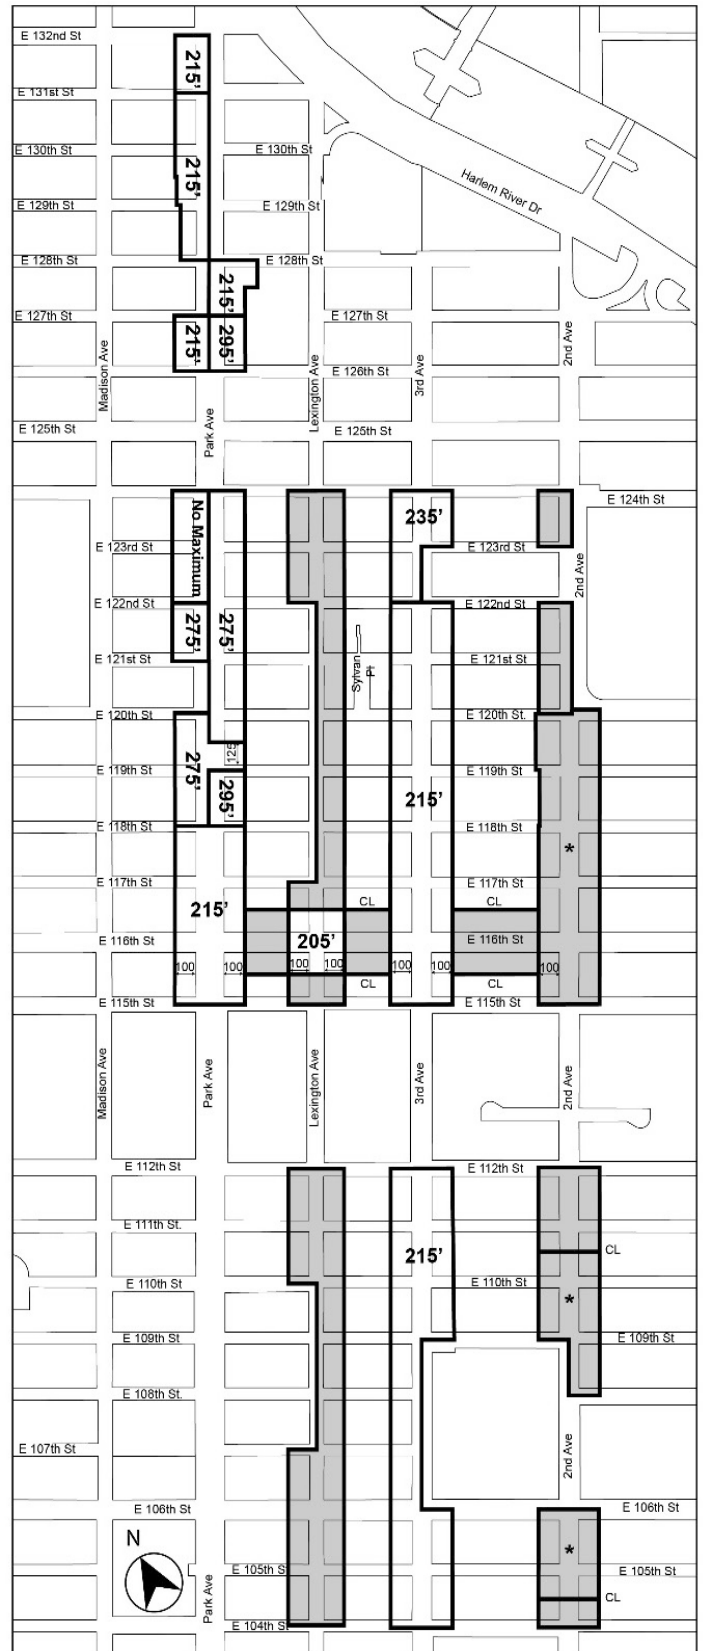 E 132nd St
215'
E 131st St
E 130th St
E 130th St
215'
Harlem River Dr
E 129th St
E 129th St
E 128th St
E 128th St
215'
E 127th St
E 127th St
215'
295'
Madison Ave
Lexington Ave
3rd Ave
2nd Ave
E 126th St
Park Ave
E 125th St
E 125th St
E 124th St
No Maximum
235'
E 123rd St
E 123rd St
2nd Ave
E 122nd St
E 122nd St
275'
275'
E 121st St
E 121st St
Sylvan
Pl
E 120th St
E 120th St.
125
275'
E 119th St
E 119th St
295'
215'
E 118th St
E 118th St
*
E 117th St
E 117th St
CL
CL
215'
E 116th St
205'
E 116th St
100
100
100
100
100
100
100
CL
CL
E 115th St
E 115th St
Madison Ave
Park Ave
Lexington Ave
3rd Ave
2nd Ave
E 112th St
E 112th St
E 111th St.
215'
CL
E 110th St
E 110th St
*
E 109th St
E 109th St
E 108th St.
E 107th St
2nd Ave
E 106th St
E 106th St
N
*
E 105th St
E 105th St
Park Ave
CL
E 104th St